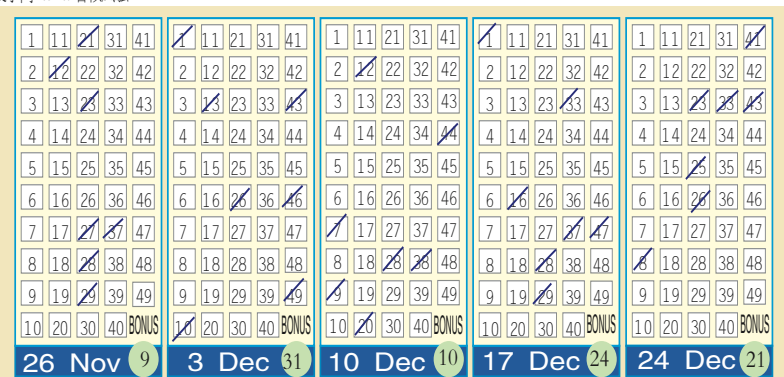 1 11 21 31 41 1 11 21 31 41 1 11 21 31 41 1 11 21 31 41 1 11 21 31 41
2 12 22 32 42 2 12 22 32 42 2 12 22 32 42 2 12 22 32 42 2 12 22 32 42
3 13 23 33 43 3 13 23 33 43 3 13 23 33 43 3 13 23 33 43 3 13 23 33 43
4 14 24 34 44 4 14 24 34 44 4 14 24 34 44 4 14 24 34 44 4 14 24 34 44
5 15 25 35 45 5 15 25 35 45 5 15 25 35 45 5 15 25 35 45 5 15 25 35 45
6 16 26 36 46 6 16 26 36 46 6 16 26 36 46 6 16 26 36 46 6 16 26 36 46
7 17 27 37 47 7 17 27 37 47 7 17 27 37 47 7 17 27 37 47 7 17 27 37 47
8 18 28 38 48 8 18 28 38 48 8 18 28 38 48 8 18 28 38 48 8 18 28 38 48
9 19 29 39 49 9 19 29 39 49 9 19 29 39 49 9 19 29 39 49 9 19 29 39 49
10 20 30 40 BONUS 10 20 30 40 BONUS 10 20 30 40 BONUS 10 20 30 40 BONUS 10 20 30 40 BONUS
26 Nov 9 3 Dec 31 10 Dec 10 17 Dec 24 24 Dec 21